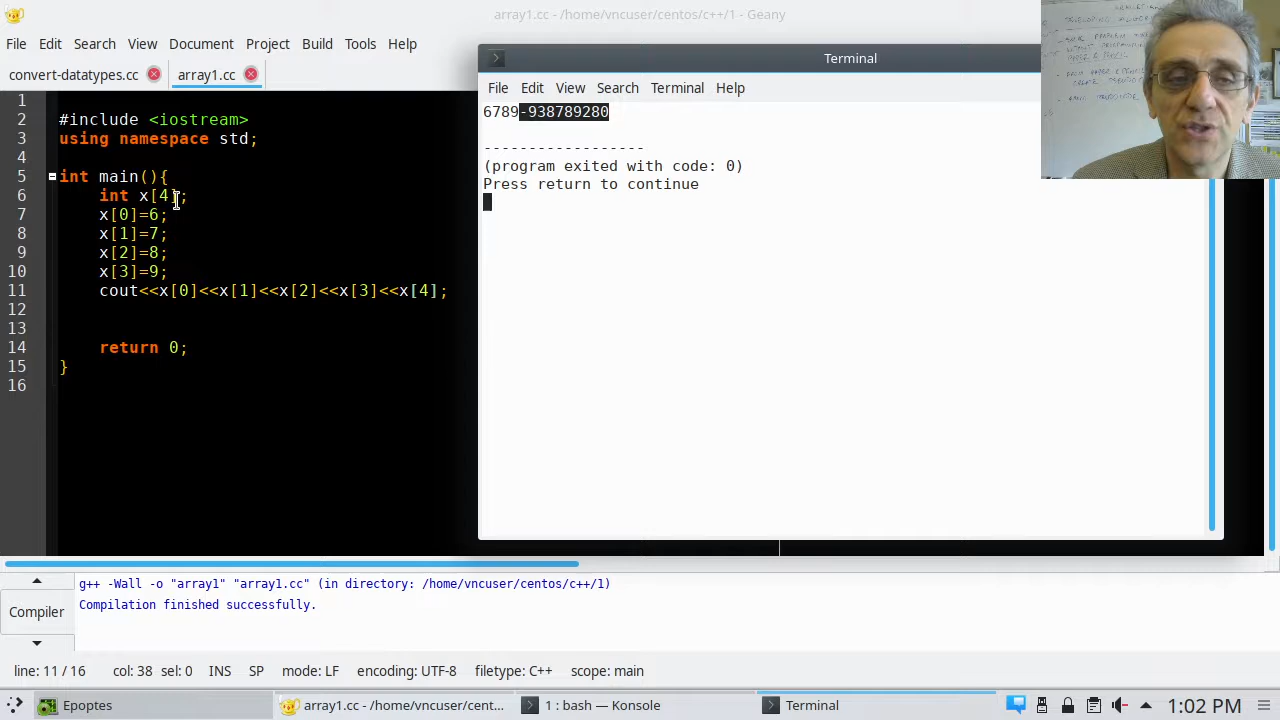 array1.cc - /home/vncuser/centos/c++/1 - Geany
File Edit Search View Document Project Build Tools Help
convert-datatypes.cc array1.cc
1
2 #include <iostream>
3 using namespace std;
4
5 int main(){
6 int x[4];
7 x[0]=6;
8 x[1]=7;
9 x[2]=8;
10 x[3]=9;
11 cout<<x[0]<<x[1]<<x[2]<<x[3]<<x[4];
12
13
14 return 0;
15 }
16
Terminal
File Edit View Search Terminal Help
6789-938789280
------------------
(program exited with code: 0)
Press return to continue
DEVELOPING
Compiler
g++ -Wall -o "array1" "array1.cc" (in directory: /home/vncuser/centos/c++/1)
Compilation finished successfully.
line: 11 / 16 col: 38 sel: 0 INS SP mode: LF encoding: UTF-8 filetype: C++ scope: main
Epoptes array1.cc - /home/vncuser/cent... 1 : bash — Konsole Terminal 1:02 PM